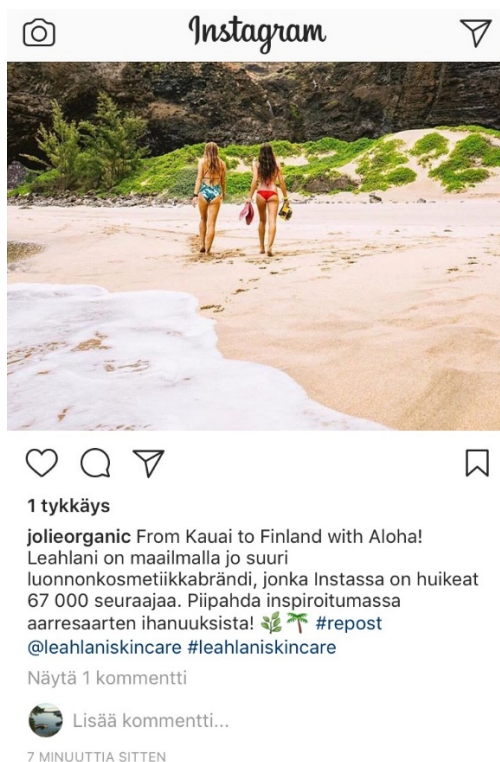 Instagram
1 tykkäys
jolieorganic From Kauai to Finland with Aloha!
Leahlani on maailmalla jo suuri
luonnonkosmetiikkabrändi, jonka Instassa on huikeat
67 000 seuraajaa. Piipahda inspiroitumassa
aarresaarten ihanuuksista! 🌿🌴 #repost
@leahlaniskincare #leahlaniskincare
Näytä 1 kommentti
Lisää kommentti...
7 MINUUTTIA SITTEN